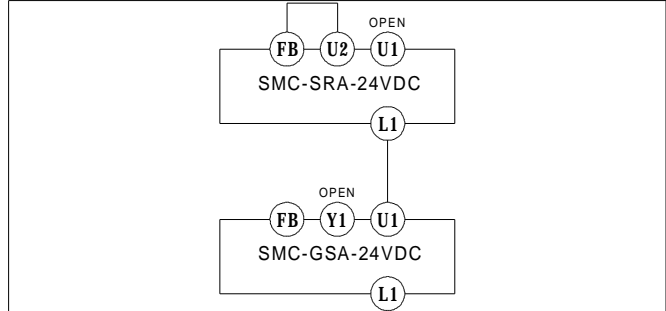 OPEN
FB U2 U1
SMC-SRA-24VDC
L1
OPEN
FB Y1 U1
SMC-GSA-24VDC
L1